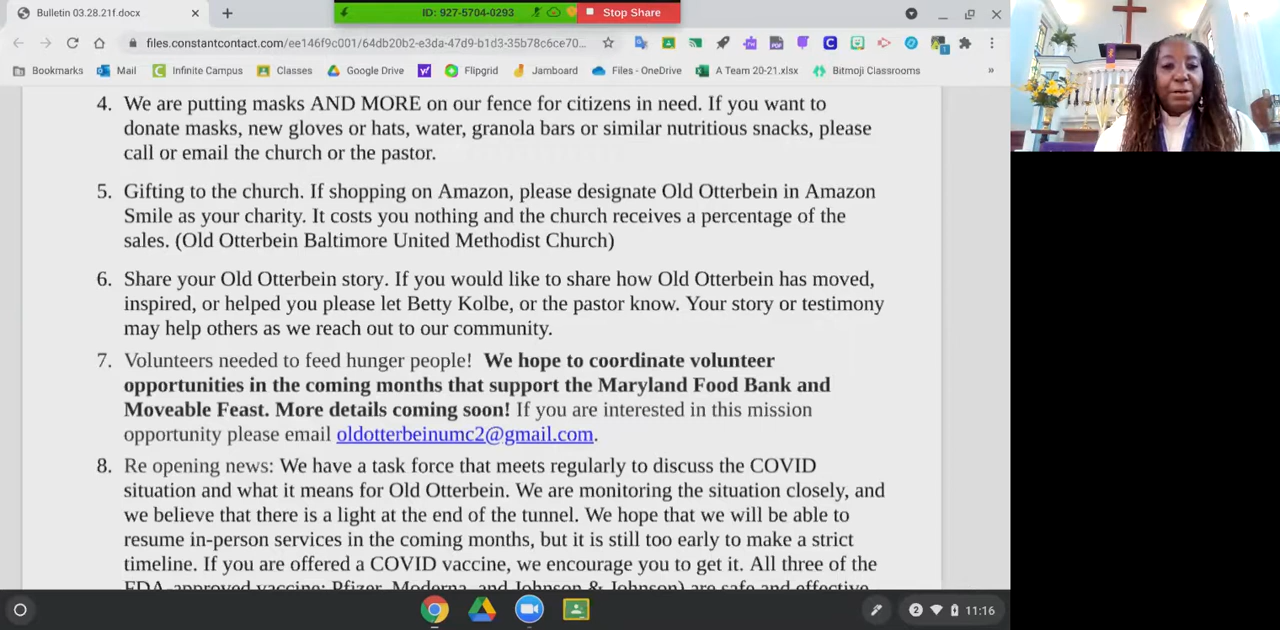 Bulletin 03.28.21f.docx
ID: 927-5704-0293
Stop Share
files.constantcontact.com/ee146f9c001/64db20b2-e3da-47d9-b1d3-35b78c6ce70...
Bookmarks Mail Infinite Campus Classes Google Drive Flipgrid Jamboard Files - OneDrive A Team 20-21.xlsx Bitmoji Classrooms »
4. We are putting masks AND MORE on our fence for citizens in need. If you want to
donate masks, new gloves or hats, water, granola bars or similar nutritious snacks, please
call or email the church or the pastor.
5. Gifting to the church. If shopping on Amazon, please designate Old Otterbein in Amazon
Smile as your charity. It costs you nothing and the church receives a percentage of the
sales. (Old Otterbein Baltimore United Methodist Church)
6. Share your Old Otterbein story. If you would like to share how Old Otterbein has moved,
inspired, or helped you please let Betty Kolbe, or the pastor know. Your story or testimony
may help others as we reach out to our community.
7. Volunteers needed to feed hunger people! We hope to coordinate volunteer
opportunities in the coming months that support the Maryland Food Bank and
Moveable Feast. More details coming soon! If you are interested in this mission
opportunity please email oldotterbeinumc2@gmail.com.
8. Re opening news: We have a task force that meets regularly to discuss the COVID
situation and what it means for Old Otterbein. We are monitoring the situation closely, and
we believe that there is a light at the end of the tunnel. We hope that we will be able to
resume in-person services in the coming months, but it is still too early to make a strict
timeline. If you are offered a COVID vaccine, we encourage you to get it. All three of the
FDA-approved vaccine: Pfizer, Moderna, and Johnson & Johnson) are safe and effective
2 11:16